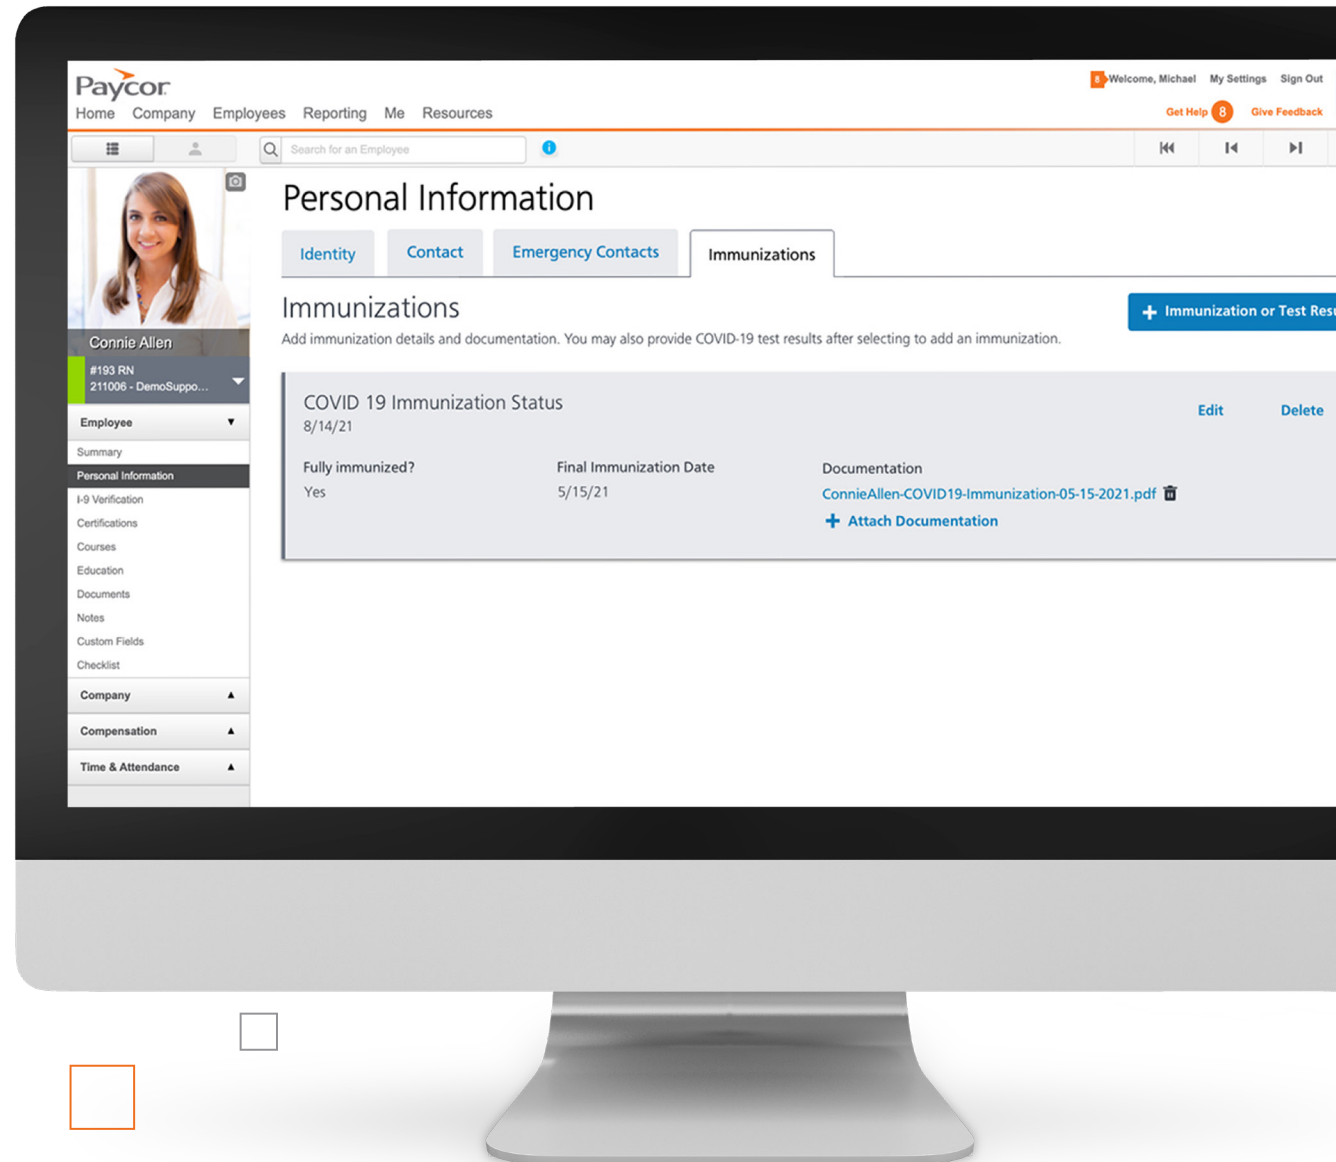 Paycor
8 Welcome, Michael My Settings Sign Out
Home Company Employees Reporting Me Resources
Get Help 8 Give Feedback
Search for an Employee
i
Personal Information
Identity Contact Emergency Contacts Immunizations
Immunizations
+ Immunization or Test Resu
Add immunization details and documentation. You may also provide COVID-19 test results after selecting to add an immunization.
Connie Allen
#193 RN
211006 - DemoSuppo...
Employee
Summary
Personal Information
I-9 Verification
Certifications
Courses
Education
Documents
Notes
Custom Fields
Checklist
Company
Compensation
Time & Attendance
COVID 19 Immunization Status
8/14/21
Edit Delete
Fully immunized? Final Immunization Date Documentation
Yes 5/15/21 ConnieAllen-COVID19-Immunization-05-15-2021.pdf
+ Attach Documentation